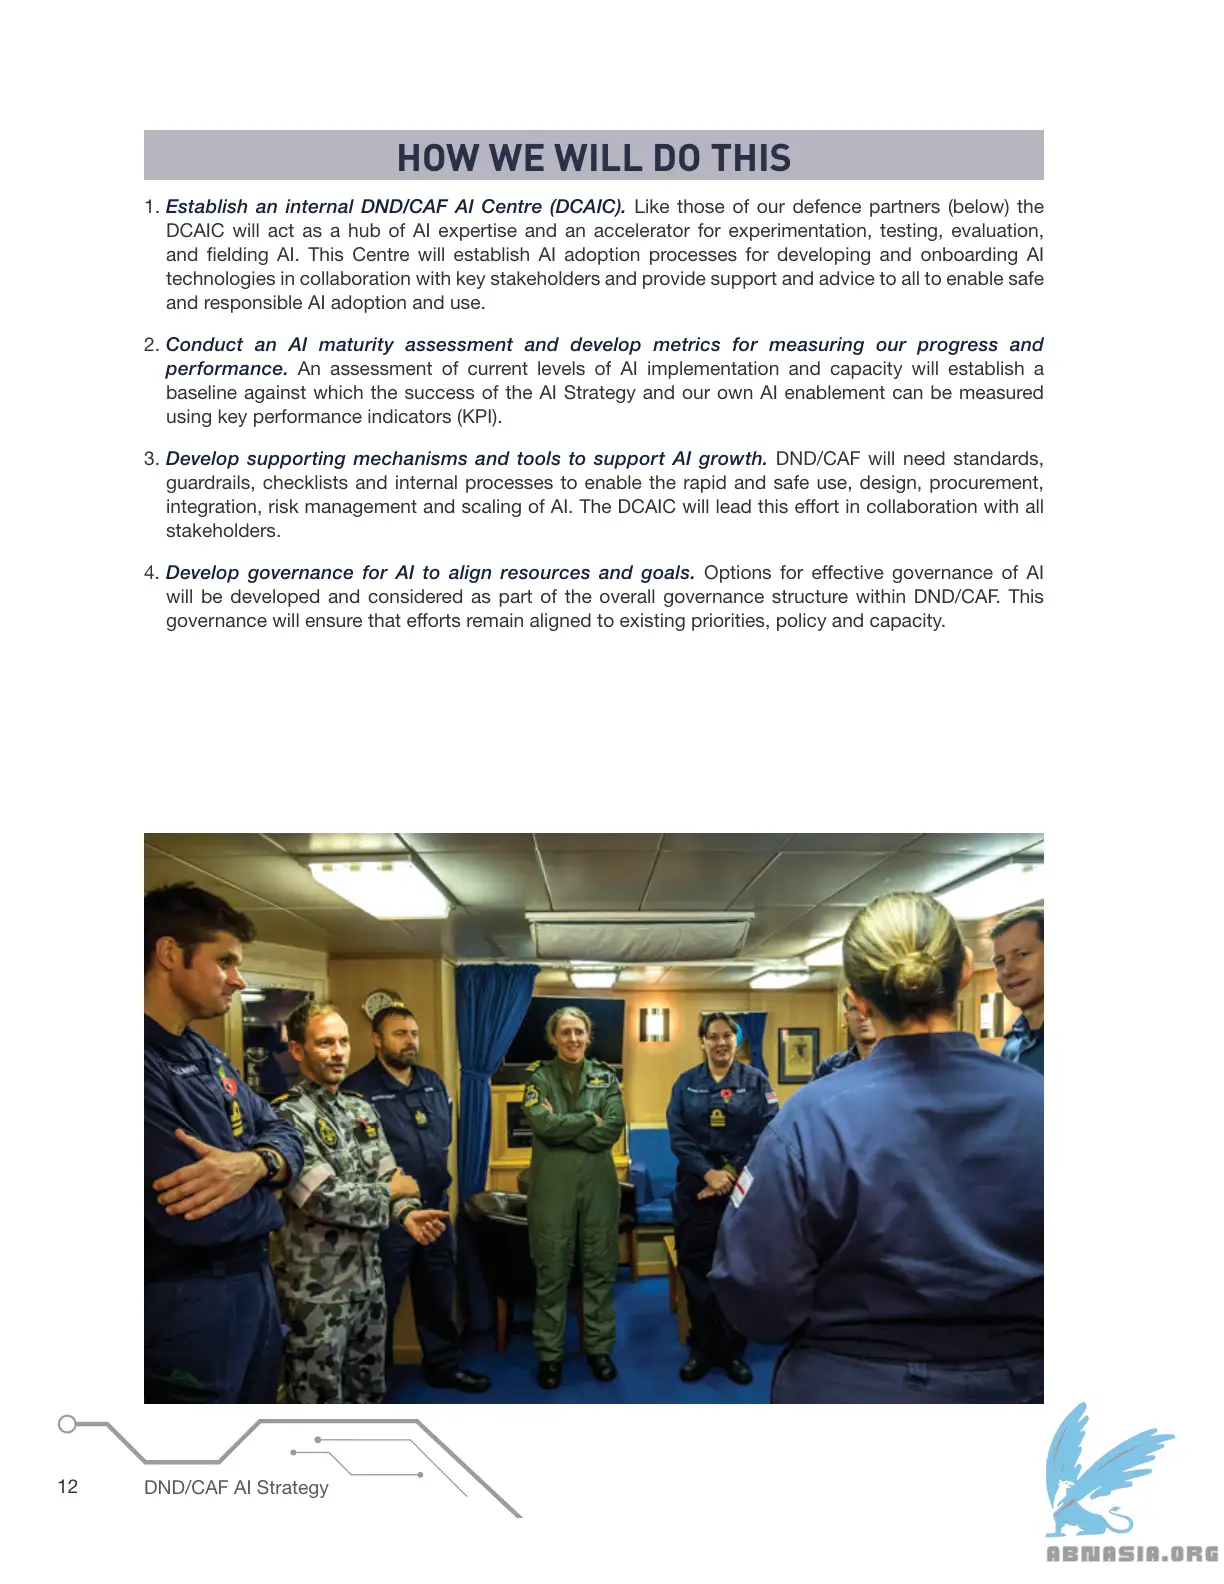 HOW WE WILL DO THIS
1. Establish an internal DND/CAF AI Centre (DCAIC). Like those of our defence partners (below) the
DCAIC will act as a hub of AI expertise and an accelerator for experimentation, testing, evaluation,
and fielding AI. This Centre will establish AI adoption processes for developing and onboarding AI
technologies in collaboration with key stakeholders and provide support and advice to all to enable safe
and responsible AI adoption and use.
2. Conduct an AI maturity assessment and develop metrics for measuring our progress and
performance. An assessment of current levels of AI implementation and capacity will establish a
baseline against which the success of the AI Strategy and our own AI enablement can be measured
using key performance indicators (KPI).
3. Develop supporting mechanisms and tools to support AI growth. DND/CAF will need standards,
guardrails, checklists and internal processes to enable the rapid and safe use, design, procurement,
integration, risk management and scaling of AI. The DCAIC will lead this effort in collaboration with all
stakeholders.
4. Develop governance for AI to align resources and goals. Options for effective governance of AI
will be developed and considered as part of the overall governance structure within DND/CAF. This
governance will ensure that efforts remain aligned to existing priorities, policy and capacity.
12
DND/CAF AI Strategy
ABNASIA.ORG